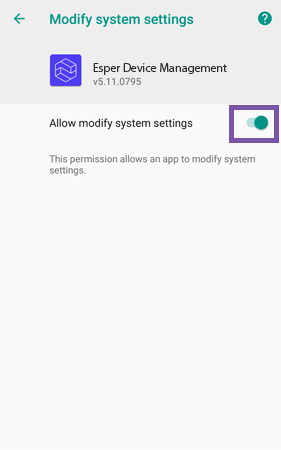 Modify system settings
?
Esper Device Management
v5.11.0795
Allow modify system settings
This permission allows an app to modify system
settings.